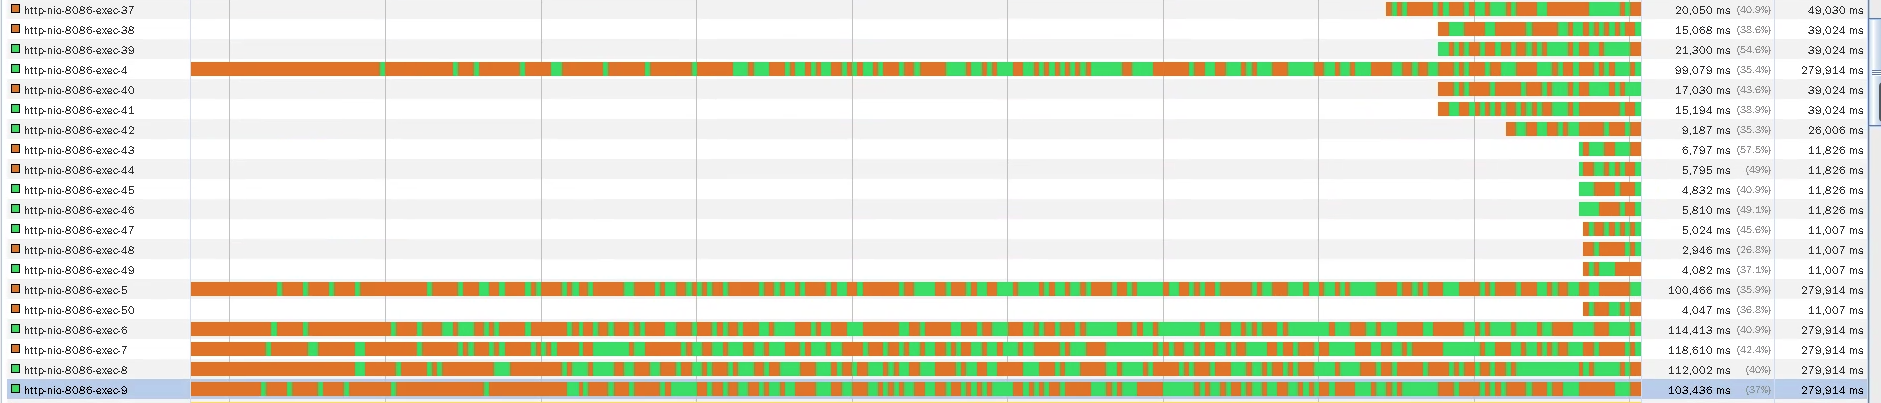 http-nio-8086-exec-37 20,050 ms (40.9%) 49,030 ms
http-nio-8086-exec-38 15,068 ms (38.6%) 39,024 ms
http-nio-8086-exec-39 21,300 ms (54.6%) 39,024 ms
http-nio-8086-exec-4 99,079 ms (35.4%) 279,914 ms
http-nio-8086-exec-40 17,030 ms (43.6%) 39,024 ms
http-nio-8086-exec-41 15,194 ms (38.9%) 39,024 ms
http-nio-8086-exec-42 9,187 ms (35.3%) 26,006 ms
http-nio-8086-exec-43 6,797 ms (57.5%) 11,826 ms
http-nio-8086-exec-44 5,795 ms (49%) 11,826 ms
http-nio-8086-exec-45 4,832 ms (40.9%) 11,826 ms
http-nio-8086-exec-46 5,810 ms (49.1%) 11,826 ms
http-nio-8086-exec-47 5,024 ms (45.6%) 11,007 ms
http-nio-8086-exec-48 2,946 ms (26.8%) 11,007 ms
http-nio-8086-exec-49 4,082 ms (37.1%) 11,007 ms
http-nio-8086-exec-5 100,466 ms (35.9%) 279,914 ms
http-nio-8086-exec-50 4,047 ms (36.8%) 11,007 ms
http-nio-8086-exec-6 114,413 ms (40.9%) 279,914 ms
http-nio-8086-exec-7 118,610 ms (42.4%) 279,914 ms
http-nio-8086-exec-8 112,002 ms (40%) 279,914 ms
http-nio-8086-exec-9 103,436 ms (37%) 279,914 ms